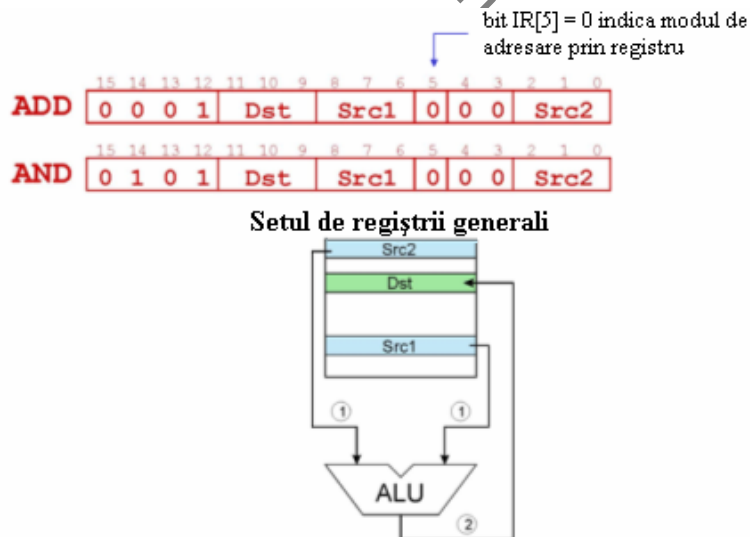 bit IR[5] = 0 indica modul de
adresare prin registru
15 14 13 12 11 10 9 8 7 6 5 4 3 2 1 0
ADD 0 0 0 1 Dst Src1 0 0 0 Src2
15 14 13 12 11 10 9 8 7 6 5 4 3 2 1 0
AND 0 1 0 1 Dst Src1 0 0 0 Src2
Setul de regiştrii generali
Src2
Dst
Src1
1 1
ALU
2